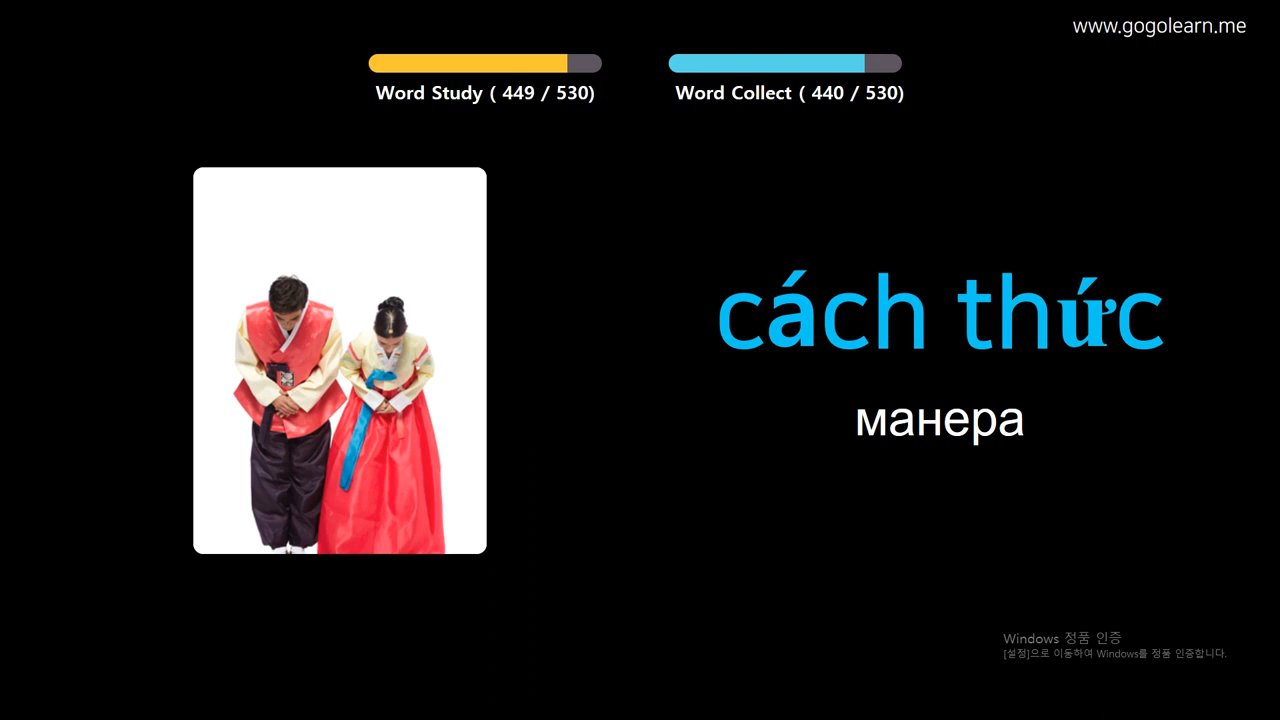 www.gogolearn.me
Word Study ( 449 / 530)
Word Collect ( 440 / 530)
cách thức
манера
Windows 정품 인증
[설정]으로 이동하여 Windows를 정품 인증합니다.